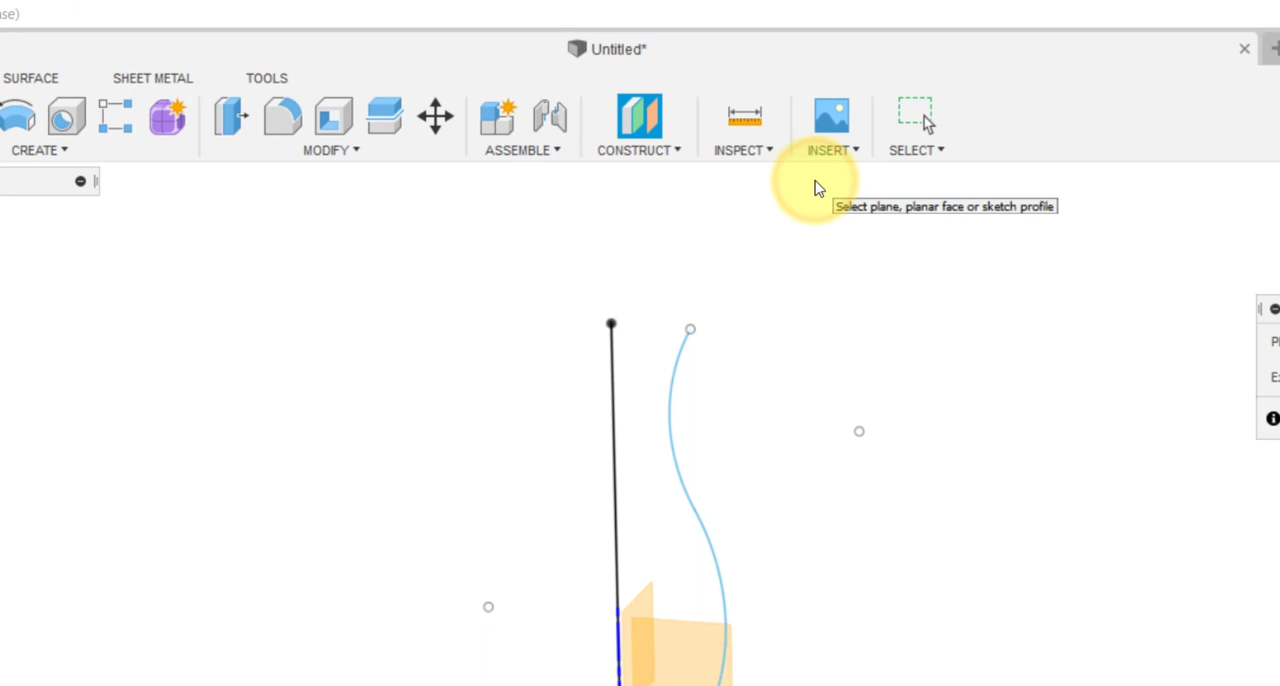 se)
Untitled*
SURFACE SHEET METAL TOOLS
CREATE MODIFY ASSEMBLE CONSTRUCT INSPECT INSERT SELECT
Select plane, planar face or sketch profile